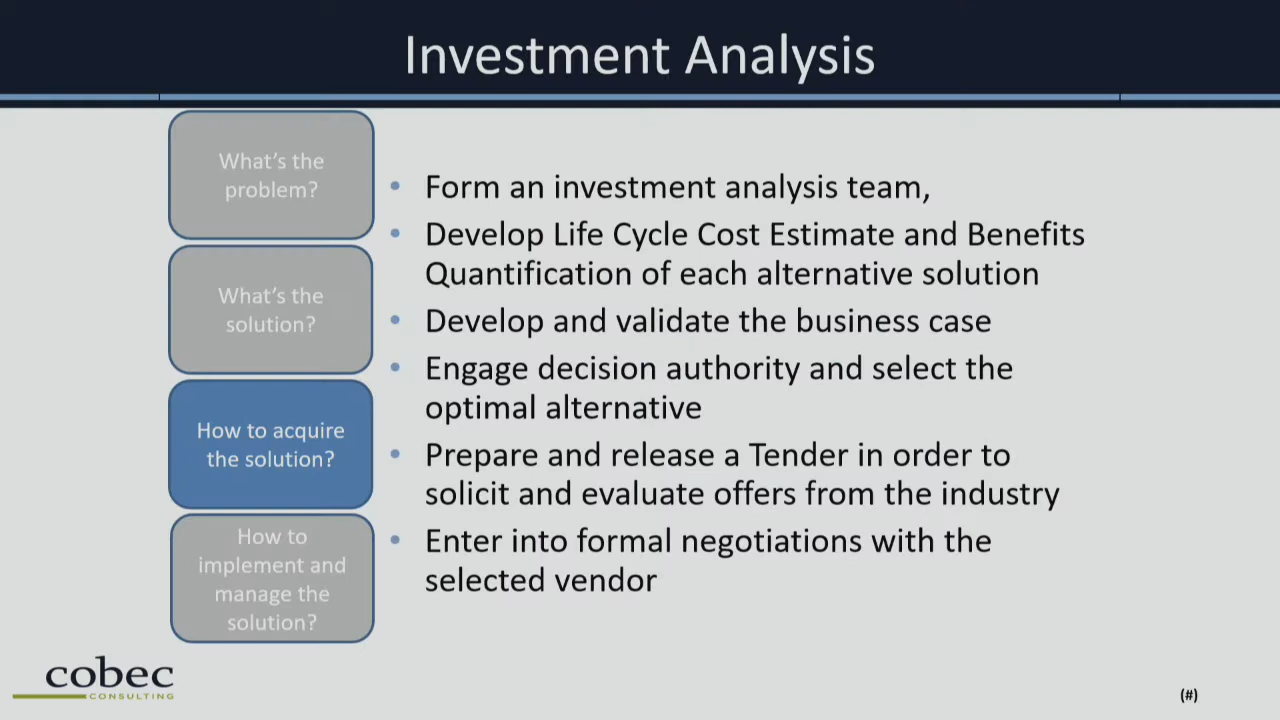 Investment Analysis
What's the
problem?
What's the
solution?
How to acquire
the solution?
How to
implement and
manage the
solution?
• Form an investment analysis team,
• Develop Life Cycle Cost Estimate and Benefits
Quantification of each alternative solution
• Develop and validate the business case
• Engage decision authority and select the
optimal alternative
• Prepare and release a Tender in order to
solicit and evaluate offers from the industry
• Enter into formal negotiations with the
selected vendor
cobec
CONSULTING
(#)